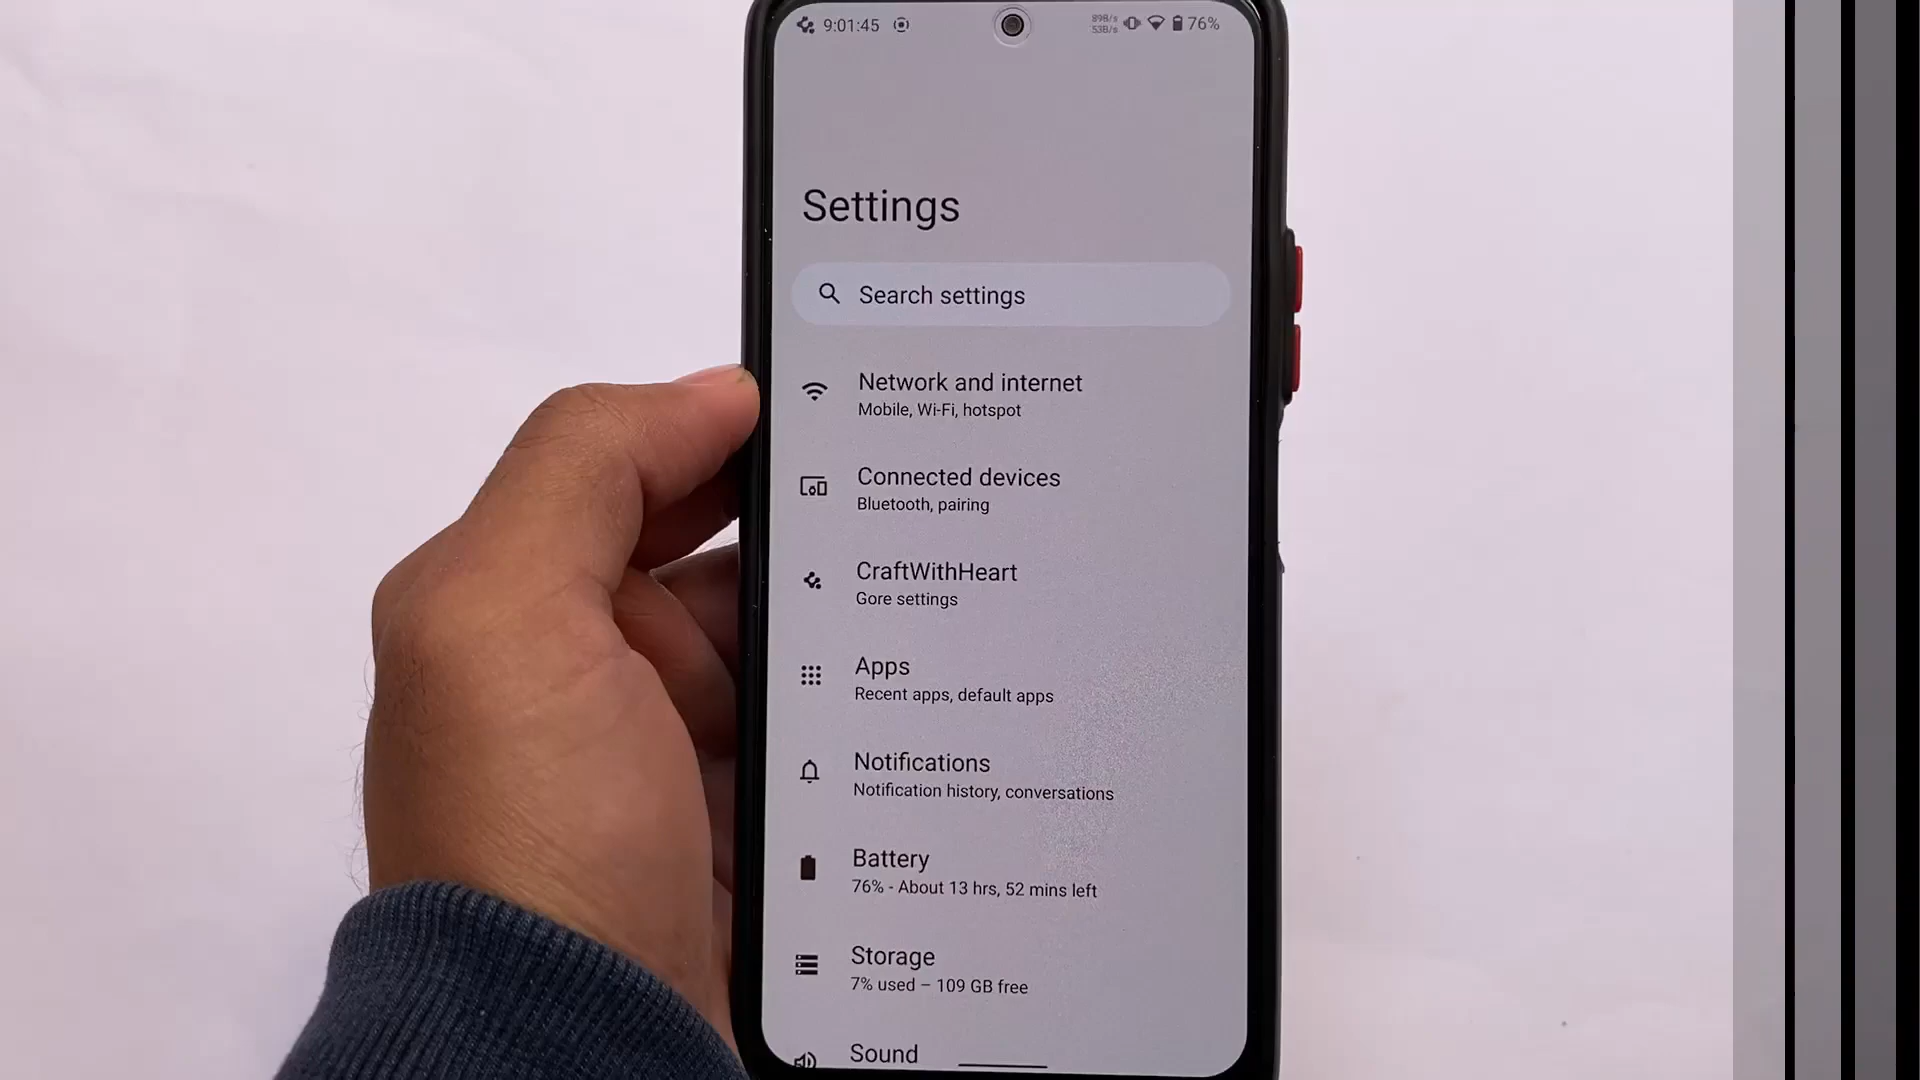 9:01:45
76%
Settings
Search settings
Network and internet
Mobile, Wi-Fi, hotspot
Connected devices
Bluetooth, pairing
CraftWithHeart
Gore settings
Apps
Recent apps, default apps
Notifications
Notification history, conversations
Battery
76% - About 13 hrs, 52 mins left
Storage
7% used – 109 GB free
Sound